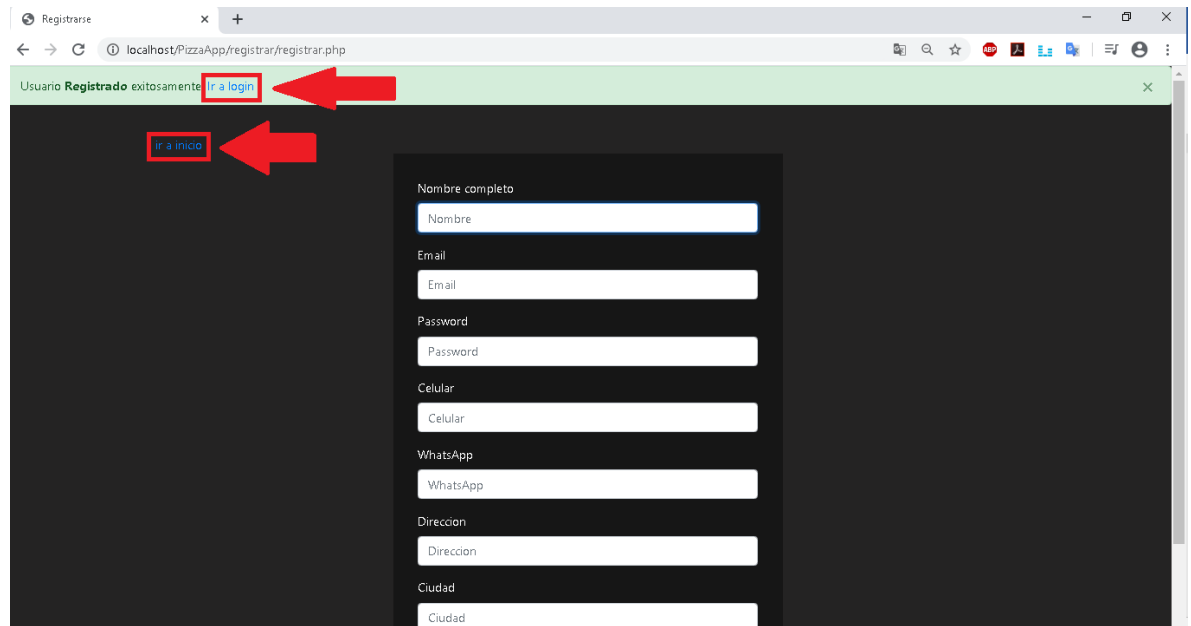 Registrarse
localhost/PizzaApp/registrar/registrar.php
ABP
Usuario Registrado exitosamente Ir a login
ir a inicio
Nombre completo
Nombre
Email
Email
Password
Password
Celular
Celular
WhatsApp
WhatsApp
Direccion
Direccion
Ciudad
Ciudad